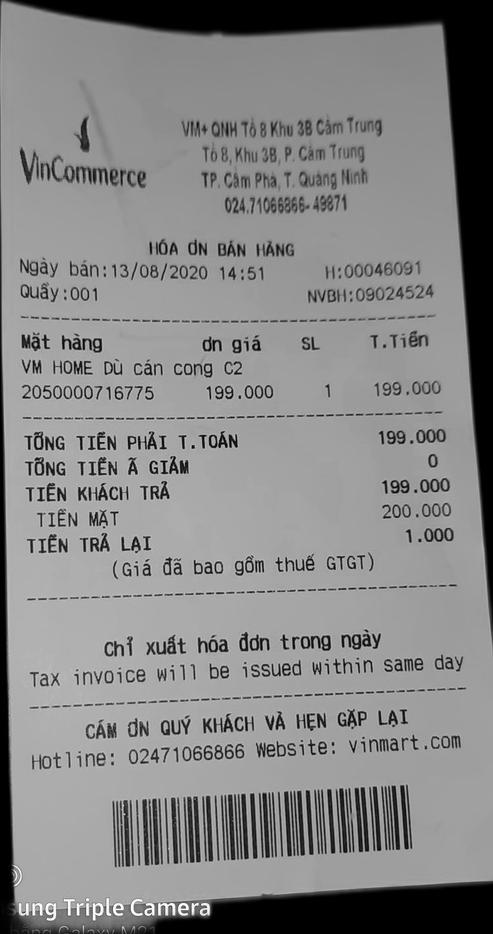 VinCommerce
VM+ QNH Tổ 8 Khu 3B Cẩm Trung
Tổ 8, Khu 3B, P. Cẩm Trung
TP. Cẩm Phả, T. Quảng Ninh
024.71066866- 49871
HÓA ƠN BÁN HÀNG
Ngày bán:13/08/2020 14:51 H:00046091
Quầy:001 NVBH:09024524
Mặt hàng ơn giá SL T.Tiền
VM HOME Dù cán cong C2
2050000716775 199.000 1 199.000
TỔNG TIỀN PHẢI T.TOÁN 199.000
TỔNG TIỀN Ã GIẢM 0
TIỀN KHÁCH TRẢ 199.000
TIỀN MẶT 200.000
TIỀN TRẢ LẠI 1.000
(Giá đã bao gồm thuế GTGT)
Chỉ xuất hóa đơn trong ngày
Tax invoice will be issued within same day
CẢM ƠN QUÝ KHÁCH VÀ HẸN GẶP LẠI
Hotline: 02471066866 Website: vinmart.com
sung Triple Camera
bằng Galaxy M21